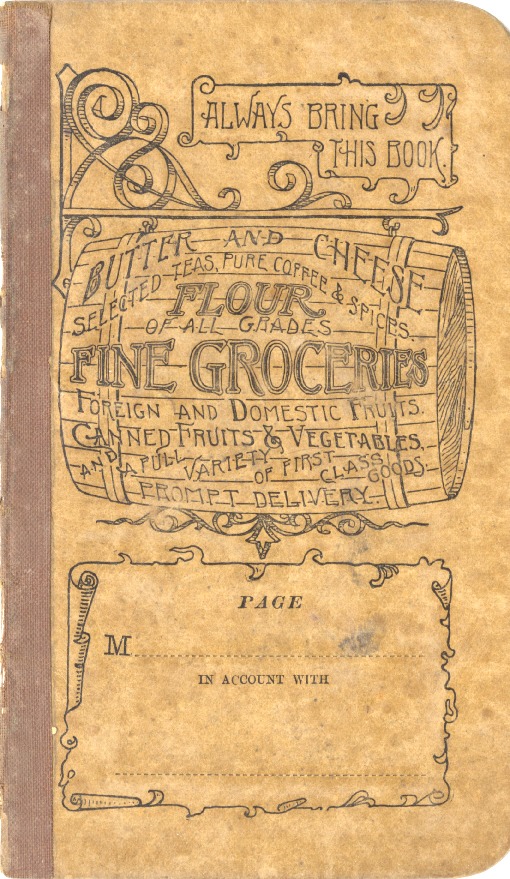 ALWAYS BRING
THIS BOOK.
BUTTER AND CHEESE
SELECTED TEAS, PURE COFFEE & SPICES.
FLOUR
OF ALL GRADES
FINE GROCERIES
FOREIGN AND DOMESTIC FRUITS.
CANNED FRUITS & VEGETABLES,
AND A FULL VARIETY OF FIRST CLASS GOODS
PROMPT DELIVERY.
PAGE
M
IN ACCOUNT WITH